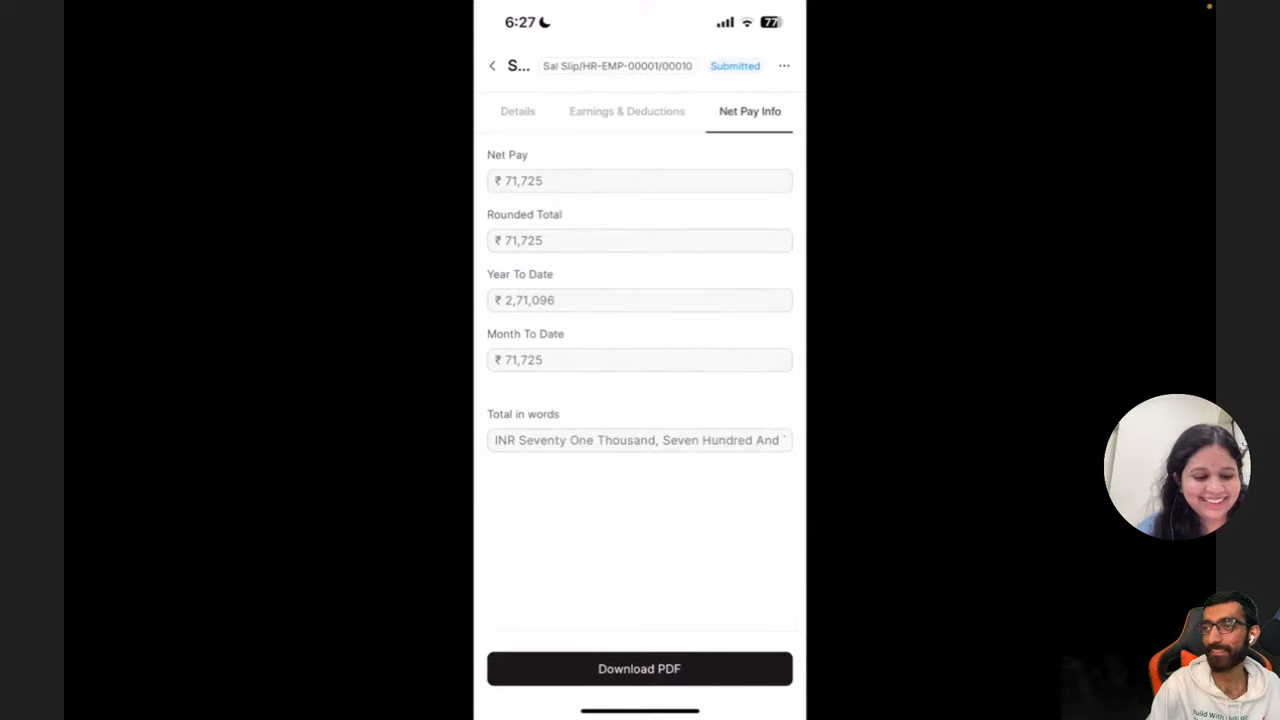 6:27
77
S... Sal Slip/HR-EMP-00001/00010 Submitted ...
Details Earnings & Deductions Net Pay Info
Net Pay
₹ 71,725
Rounded Total
₹ 71,725
Year To Date
₹ 2,71,096
Month To Date
₹ 71,725
Total in words
INR Seventy One Thousand, Seven Hundred And
Download PDF
Build With